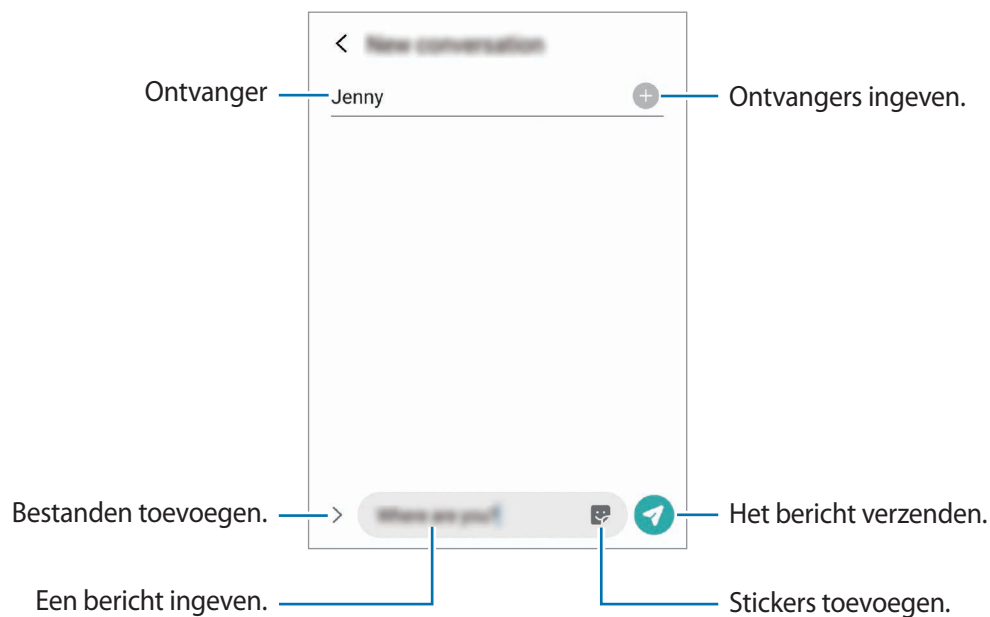 New conversation
Ontvanger
Jenny
Ontvangers ingeven.
Bestanden toevoegen.
Where are you?
Het bericht verzenden.
Een bericht ingeven.
Stickers toevoegen.